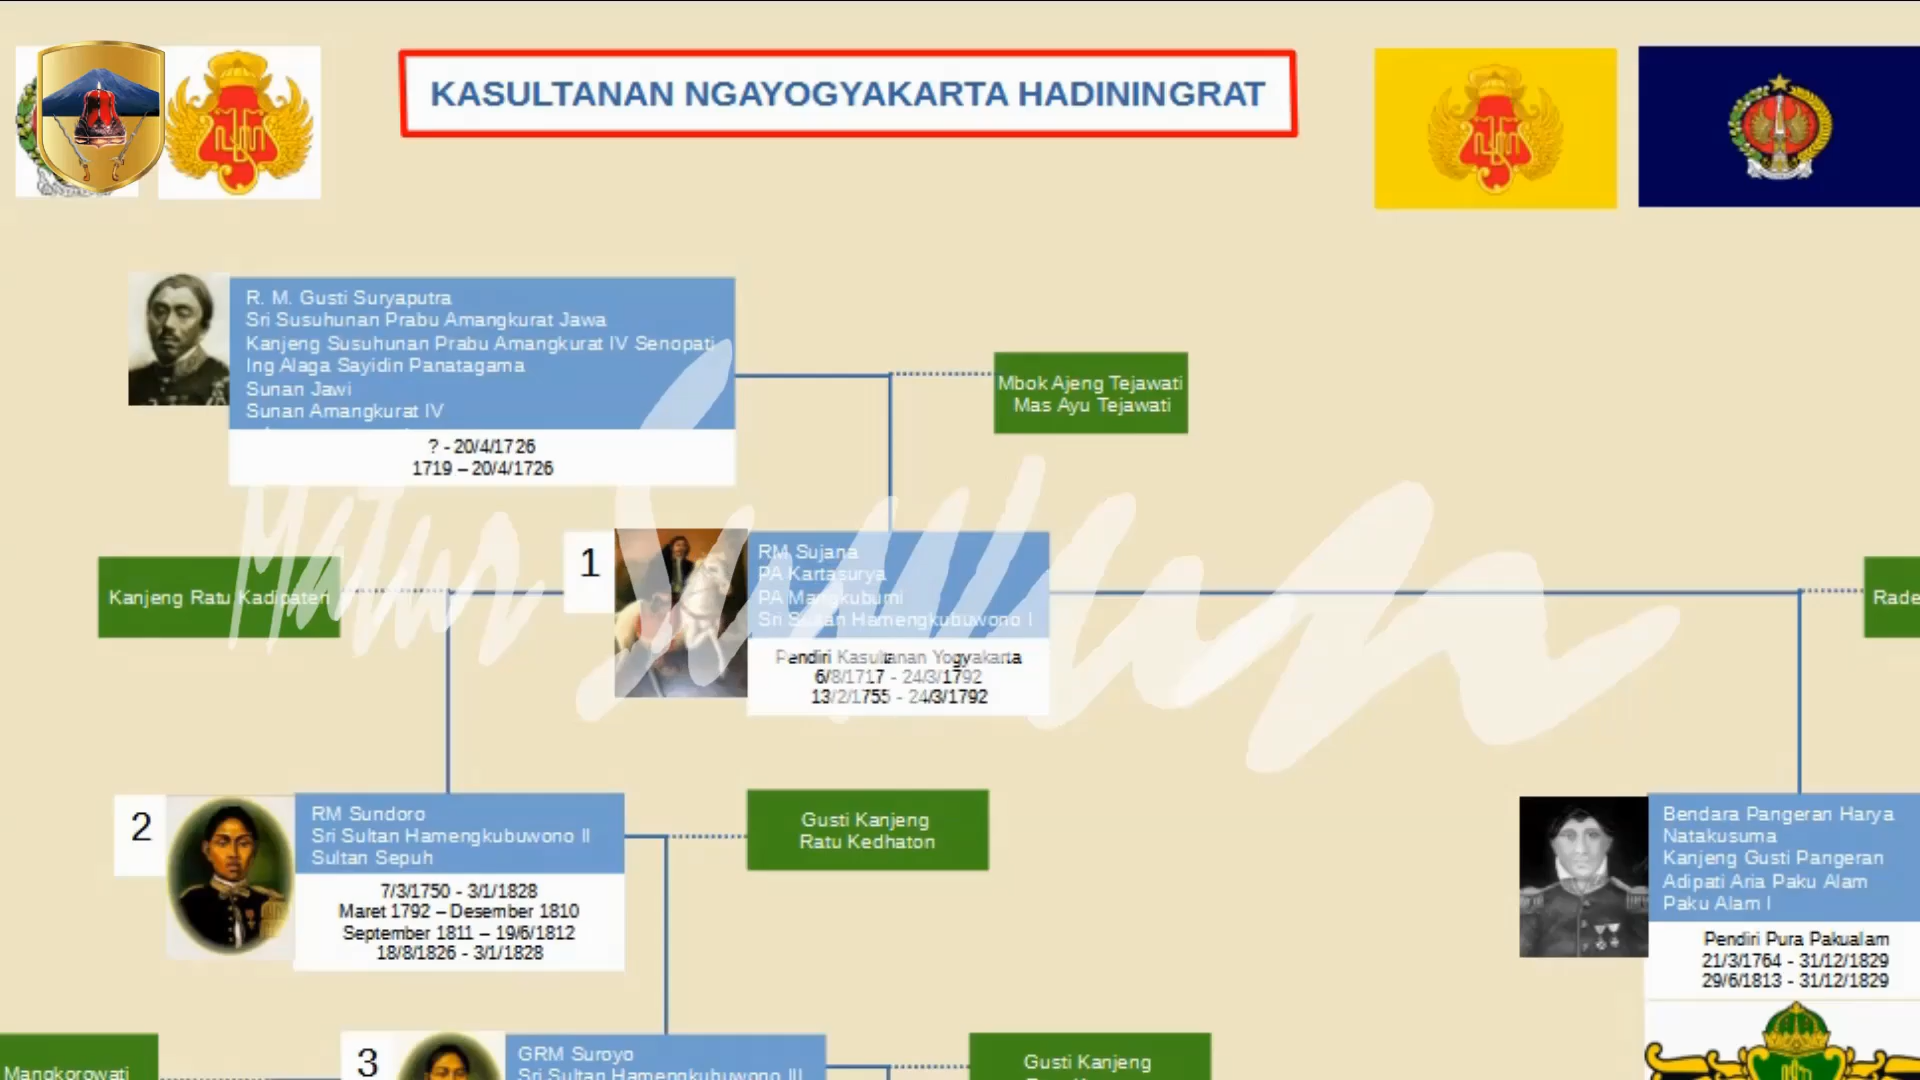 KASULTANAN NGAYOGYAKARTA HADININGRAT
R. M. Gusti Suryaputra
Sri Susuhunan Prabu Amangkurat Jawa
Kanjeng Susuhunan Prabu Amangkurat IV Senopati
Ing Alaga Sayidin Panatagama
Sunan Jawi
Sunan Amangkurat IV
? - 20/4/1726
1719 – 20/4/1726
Mbok Ajeng Tejawati
Mas Ayu Tejawati
Matur Suwun
Kanjeng Ratu Kadipaten
1
RM Sujana
PA Kartasurya
PA Mangkubumi
Sri Sultan Hamengkubuwono I
Pendiri Kasultanan Yogyakarta
6/8/1717 - 24/3/1792
13/2/1755 - 24/3/1792
Rade
2
RM Sundoro
Sri Sultan Hamengkubuwono II
Sultan Sepuh
7/3/1750 - 3/1/1828
Maret 1792 – Desember 1810
September 1811 – 19/6/1812
18/8/1826 - 3/1/1828
Gusti Kanjeng
Ratu Kedhaton
Bendara Pangeran Harya
Natakusuma
Kanjeng Gusti Pangeran
Adipati Aria Paku Alam
Paku Alam I
Pendiri Pura Pakualam
21/3/1764 - 31/12/1829
29/6/1813 - 31/12/1829
Mangkorowati
3
GRM Suroyo
Sri Sultan Hamengkubuwono III
Gusti Kanjeng